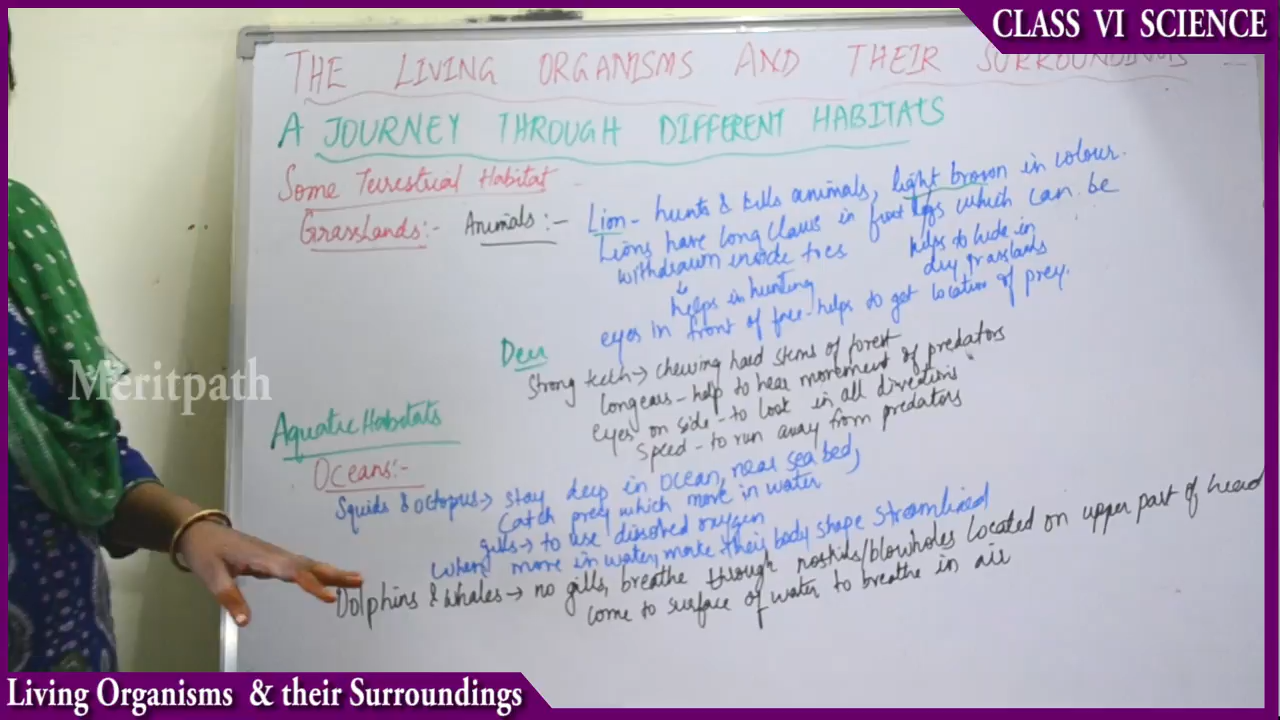 CLASS VI SCIENCE
THE LIVING ORGANISMS AND THEIR SURROUNDINGS
A JOURNEY THROUGH DIFFERENT HABITATS
Some Terrestrial Habitat
Grasslands:- Animals:- Lion - hunts & kills animals, light brown in colour.
Lions have long claws in front legs which can be
withdrawn inside toes
helps to hide in
dry grasslands
helps in hunting
eyes in front of face - helps to get location of prey.
Deer
Strong teeth → chewing hard stems of forest
long ears - help to hear movement of predators
eyes on side - to look in all directions
speed - to run away from predators
Meritpath
Aquatic Habitats
Oceans:-
Squids & octopus → stay deep in ocean, near sea bed,
Catch prey which move in water
gills → to use dissolved oxygen
when move in water, make their body shape streamlined
Dolphins & whales → no gills, breathe through nostrils/blowholes located on upper part of head
come to surface of water to breathe in air
Living Organisms & their Surroundings